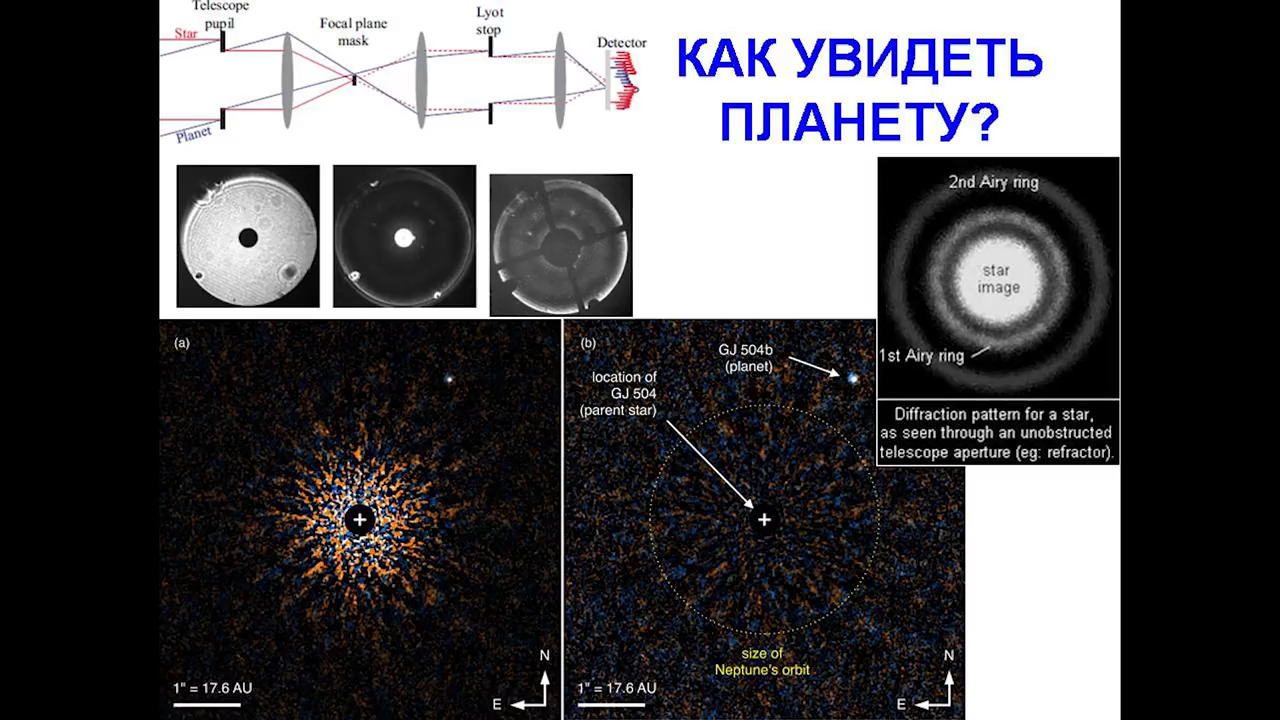 Telescope
pupil
Star
Planet
Focal plane
mask
Lyot
stop
Detector
КАК УВИДЕТЬ
ПЛАНЕТУ?
2nd Airy ring
star
image
1st Airy ring
Diffraction pattern for a star,
as seen through an unobstructed
telescope aperture (eg: refractor).
(a)
1" = 17.6 AU
N
E
(b)
GJ 504b
(planet)
location of
GJ 504
(parent star)
size of
Neptune's orbit
1" = 17.6 AU
N
E